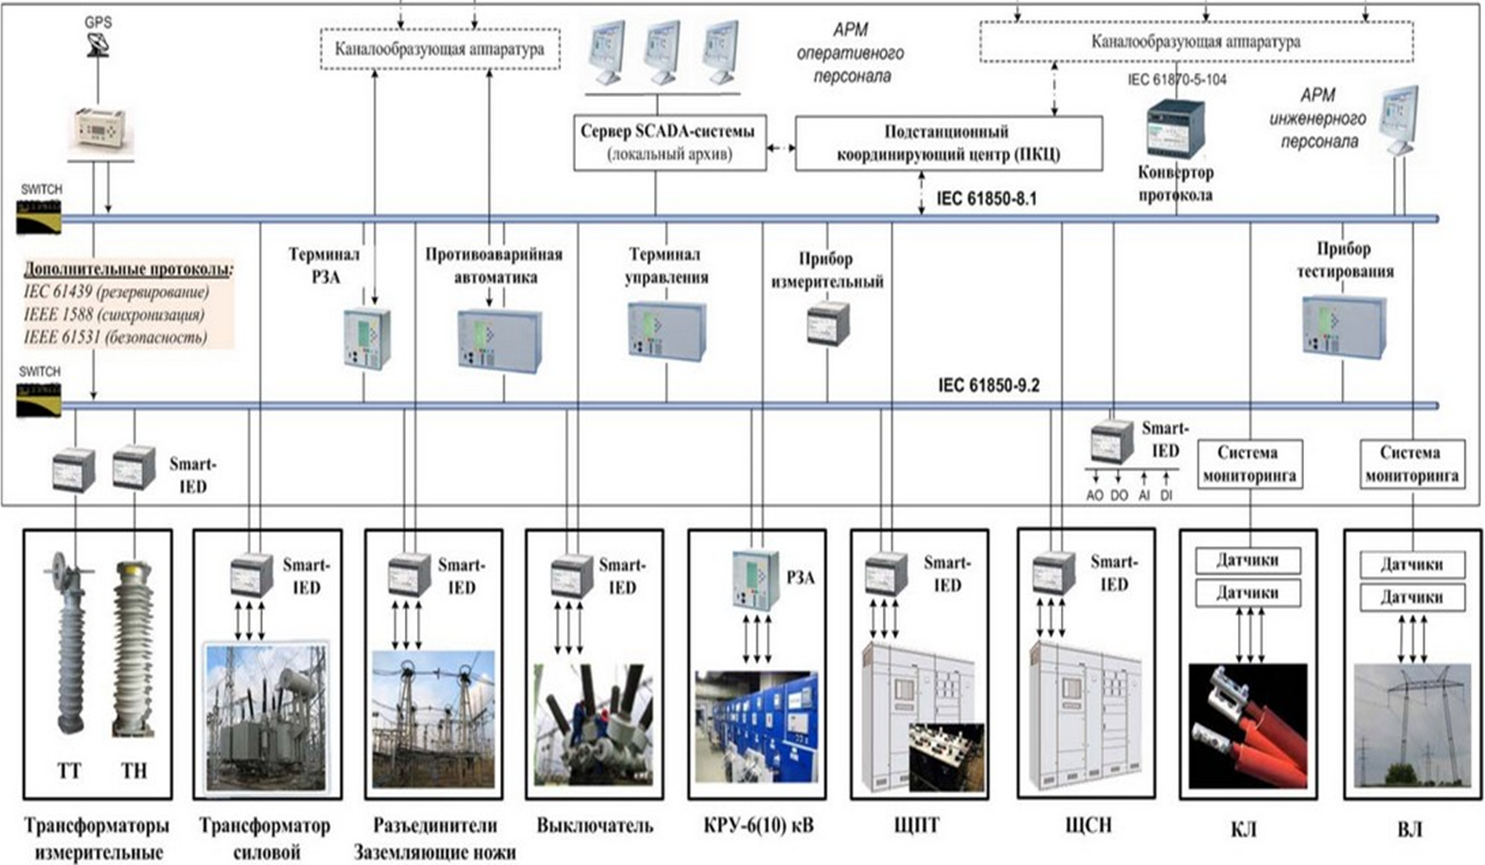 GPS
Каналообразующая аппаратура
АРМ
оперативного
персонала
Каналообразующая аппаратура
IEC 61870-5-104
АРМ
инженерного
персонала
Сервер SCADA-системы
(локальный архив)
Подстанционный
координирующий центр (ПКЦ)
Конвертор
протокола
SWITCH
IEC 61850-8.1
Дополнительные протоколы:
IEC 61439 (резервирование)
IEEE 1588 (синхронизация)
IEEE 61531 (безопасность)
Терминал
РЗА
Противоаварийная
автоматика
Терминал
управления
Прибор
измерительный
Прибор
тестирования
SWITCH
IEC 61850-9.2
Smart-
IED
Smart-
IED
AO DO AI DI
Система
мониторинга
Система
мониторинга
Smart-
IED
Smart-
IED
Smart-
IED
РЗА
Smart-
IED
Smart-
IED
Датчики
Датчики
Датчики
Датчики
ТТ
ТН
Трансформаторы
измерительные
Трансформатор
силовой
Разъединители
Заземляющие ножи
Выключатель
КРУ-6(10) кВ
ЩПТ
ЩСН
КЛ
ВЛ